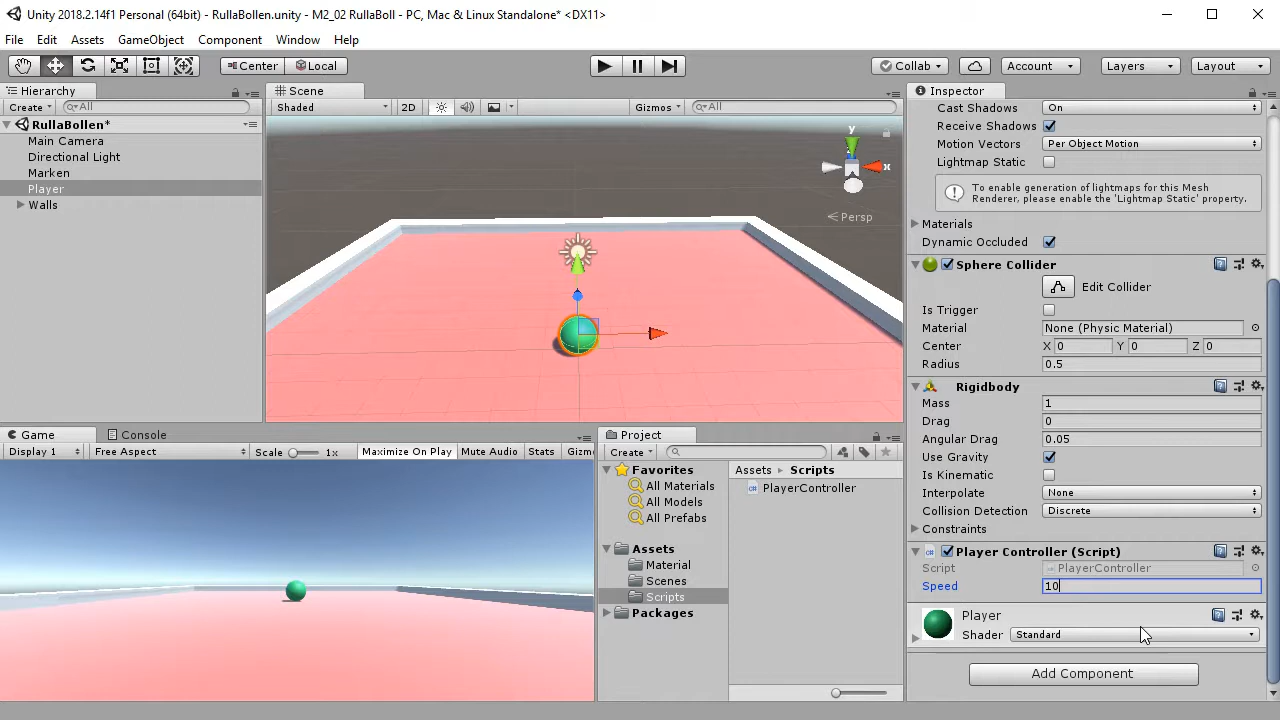 Unity 2018.2.14f1 Personal (64bit) - RullaBollen.unity - M2_02 RullaBoll - PC, Mac & Linux Standalone* <DX11>
File Edit Assets GameObject Component Window Help
Center Local Collab Account Layers Layout
Hierarchy
Create All
RullaBollen*
Main Camera
Directional Light
Marken
Player
Walls
Scene
Shaded 2D Gizmos All
y
x
Persp
Game Console
Display 1 Free Aspect Scale 1x Maximize On Play Mute Audio Stats Gizm
Project
Create
Favorites
All Materials
All Models
All Prefabs
Assets
Material
Scenes
Scripts
Packages
Assets Scripts
PlayerController
Inspector
Cast Shadows On
Receive Shadows
Motion Vectors Per Object Motion
Lightmap Static
To enable generation of lightmaps for this Mesh
Renderer, please enable the 'Lightmap Static' property.
Materials
Dynamic Occluded
Sphere Collider
Edit Collider
Is Trigger
Material None (Physic Material)
Center X 0 Y 0 Z 0
Radius 0.5
Rigidbody
Mass 1
Drag 0
Angular Drag 0.05
Use Gravity
Is Kinematic
Interpolate None
Collision Detection Discrete
Constraints
Player Controller (Script)
Script PlayerController
Speed 10
Player
Shader Standard
Add Component